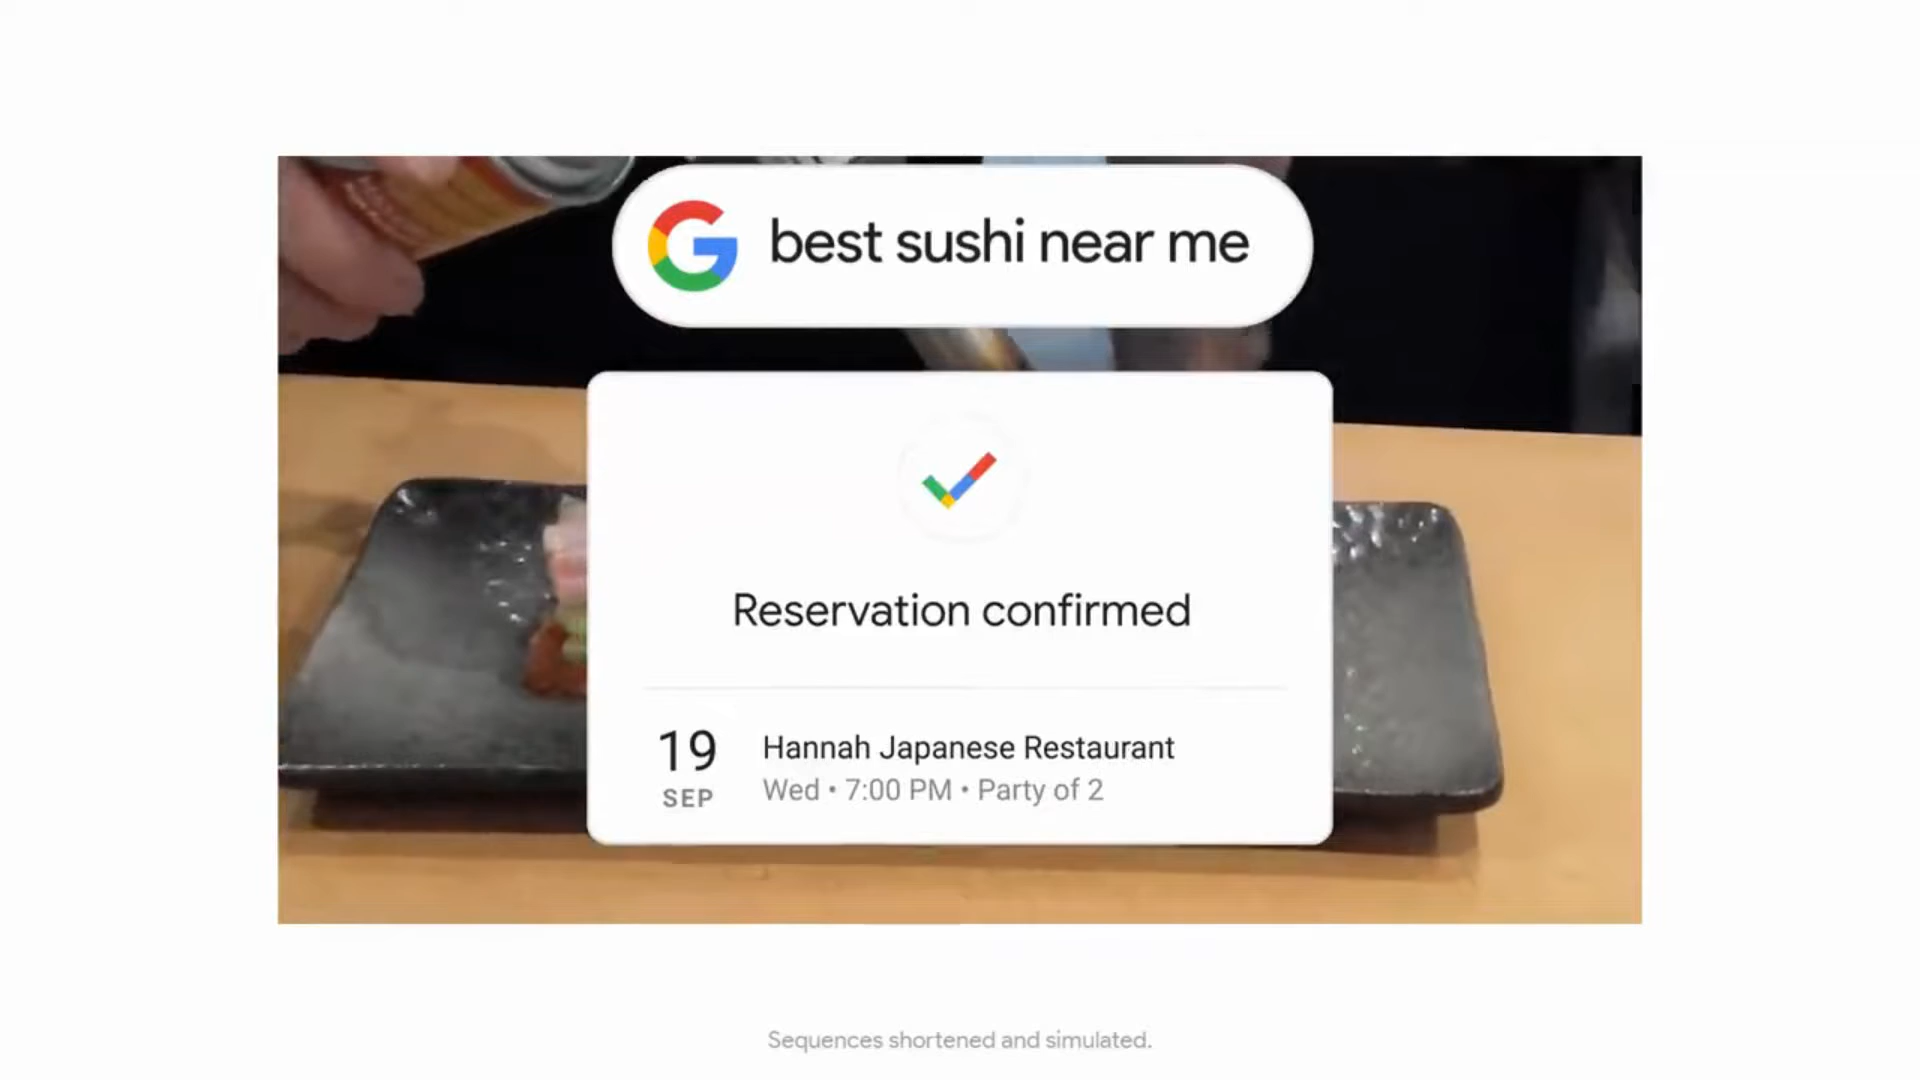 best sushi near me
Reservation confirmed
19
SEP
Hannah Japanese Restaurant
Wed • 7:00 PM • Party of 2
Sequences shortened and simulated.